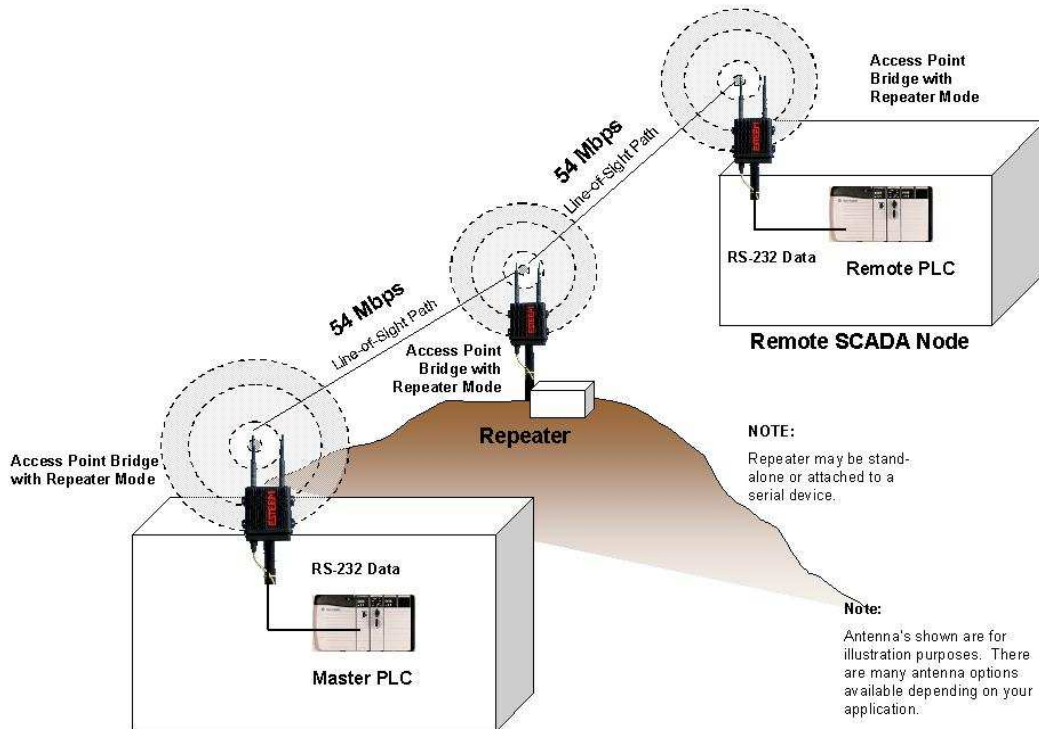 Access Point
Bridge with
Repeater Mode
54 Mbps
Line-of-Sight Path
ESTEEM
RS-232 Data
Remote PLC
Remote SCADA Node
54 Mbps
Line-of-Sight Path
ESTEEM
Access Point
Bridge with
Repeater Mode
Repeater
NOTE:
Repeater may be stand-
alone or attached to a
serial device.
Access Point Bridge
with Repeater Mode
ESTEEM
RS-232 Data
Master PLC
Note:
Antenna's shown are for
illustration purposes. There
are many antenna options
available depending on your
application.